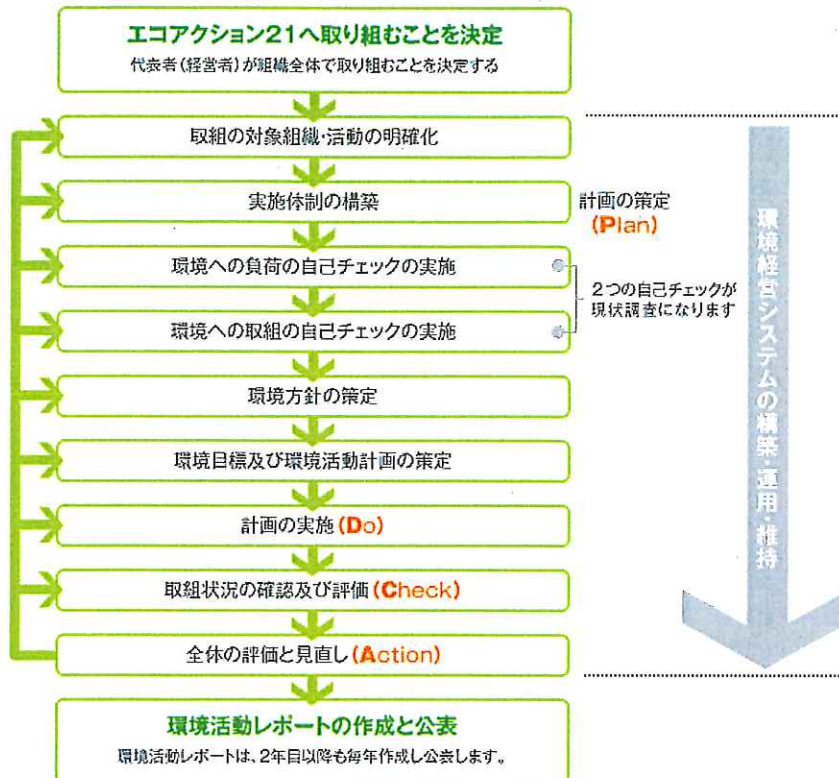 エコアクション21へ取り組むことを決定
代表者(経営者)が組織全体で取り組むことを決定する
取組の対象組織・活動の明確化
実施体制の構築
計画の策定
(Plan)
環境への負荷の自己チェックの実施
2つの自己チェックが
現状調査になります
環境への取組の自己チェックの実施
環境方針の策定
環境目標及び環境活動計画の策定
計画の実施(Do)
取組状況の確認及び評価(Check)
全体の評価と見直し(Action)
環境経営システムの構築・運用・維持
環境活動レポートの作成と公表
環境活動レポートは、2年目以降も毎年作成し公表します。